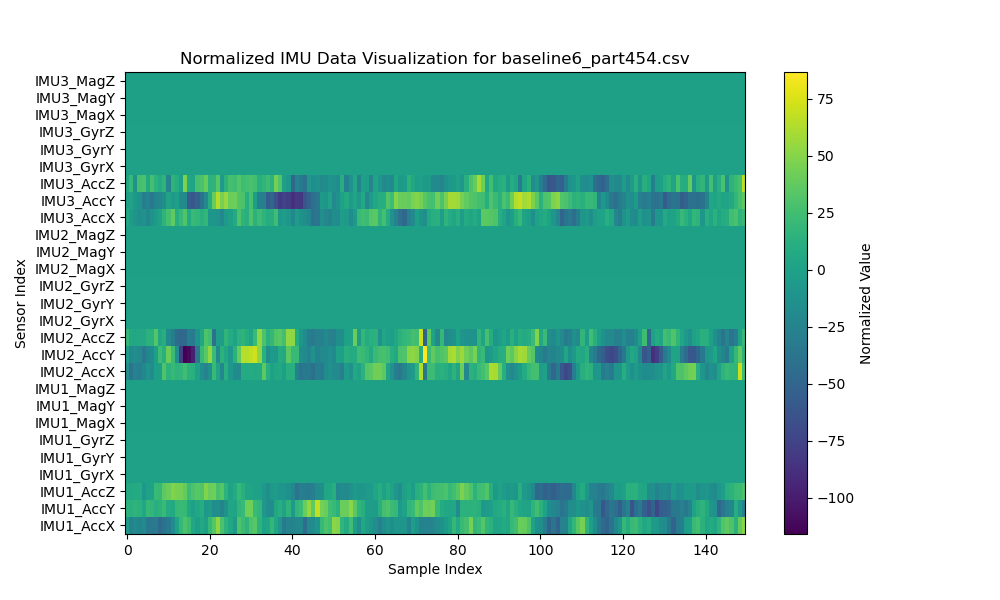 Normalized IMU Data Visualization for baseline6_part454.csv
IMU3_MagZ
IMU3_MagY
IMU3_MagX
IMU3_GyrZ
IMU3_GyrY
IMU3_GyrX
IMU3_AccZ
IMU3_AccY
IMU3_AccX
IMU2_MagZ
IMU2_MagY
IMU2_MagX
IMU2_GyrZ
IMU2_GyrY
IMU2_GyrX
IMU2_AccZ
IMU2_AccY
IMU2_AccX
IMU1_MagZ
IMU1_MagY
IMU1_MagX
IMU1_GyrZ
IMU1_GyrY
IMU1_GyrX
IMU1_AccZ
IMU1_AccY
IMU1_AccX
Sensor Index
0 20 40 60 80 100 120 140
Sample Index
75
50
25
0
−25
−50
−75
−100
Normalized Value